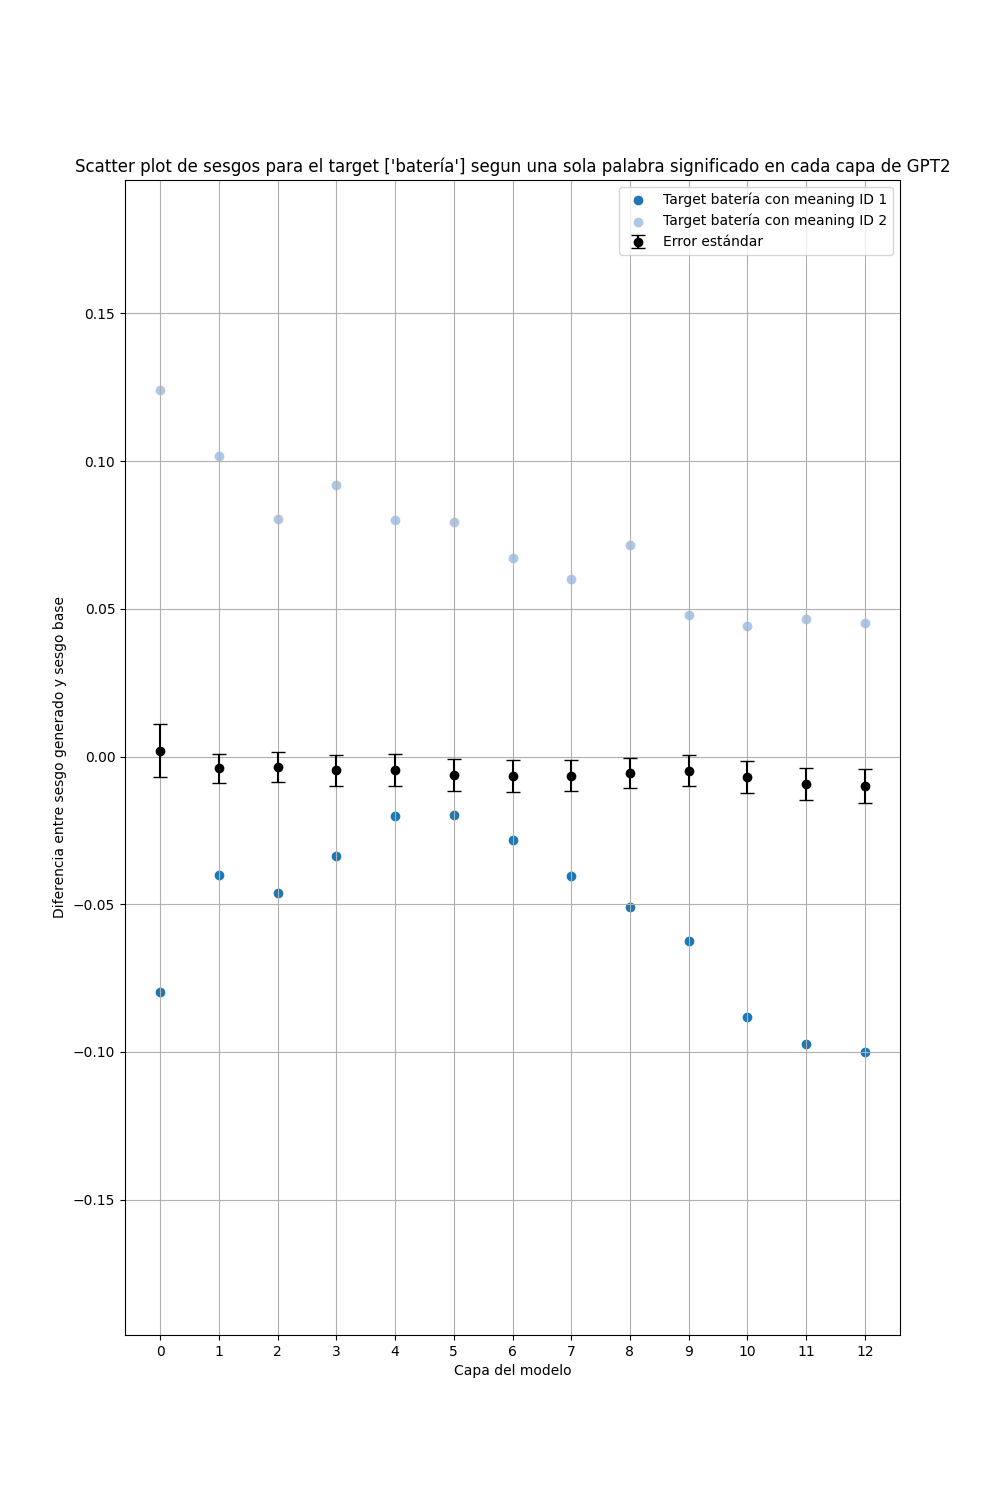 Scatter plot de sesgos para el target ['batería'] segun una sola palabra significado en cada capa de GPT2
Target batería con meaning ID 1
Target batería con meaning ID 2
Error estándar
Diferencia entre sesgo generado y sesgo base
0.15
0.10
0.05
0.00
−0.05
−0.10
−0.15
0 1 2 3 4 5 6 7 8 9 10 11 12
Capa del modelo